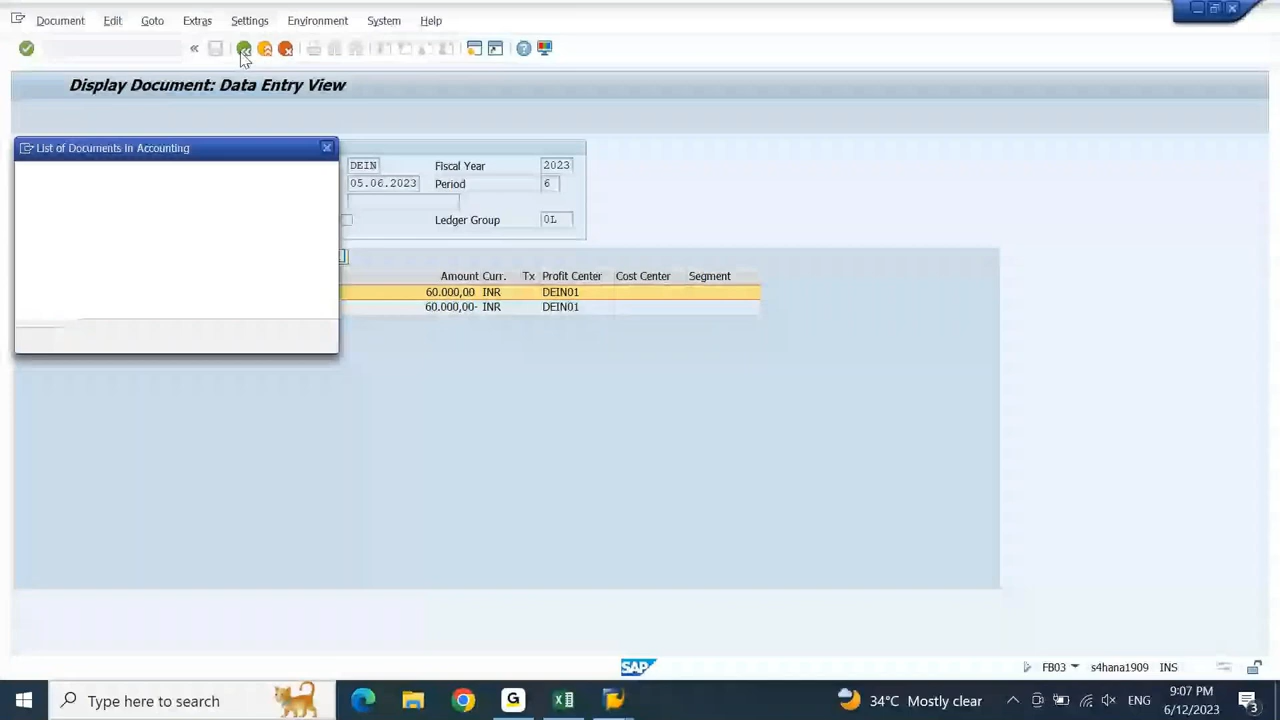 Document Edit Goto Extras Settings Environment System Help
«
Display Document: Data Entry View
List of Documents in Accounting
DEIN Fiscal Year 2023
05.06.2023 Period 6
Ledger Group 0L
Amount Curr. Tx Profit Center Cost Center Segment
60.000,00 INR DEIN01
60.000,00- INR DEIN01
SAP FB03 s4hana1909 INS
Type here to search 34°C Mostly clear ENG 9:07 PM
6/12/2023 3